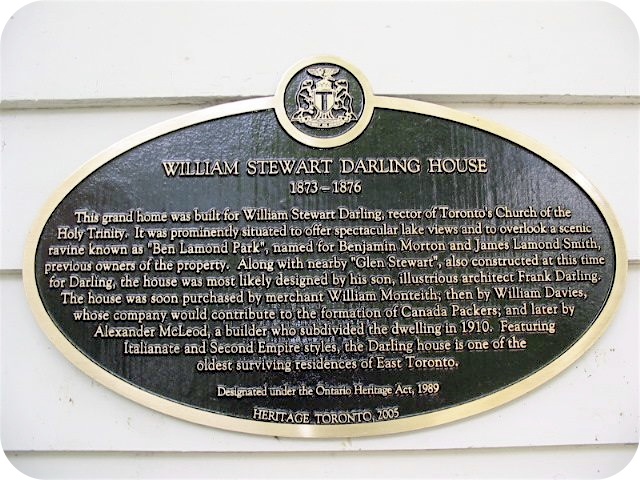 WILLIAM STEWART DARLING HOUSE
1873 – 1876
This grand home was built for William Stewart Darling, rector of Toronto's Church of the
Holy Trinity. It was prominently situated to offer spectacular lake views and to overlook a scenic
ravine known as "Ben Lamond Park", named for Benjamin Morton and James Lamond Smith,
previous owners of the property. Along with nearby "Glen Stewart", also constructed at this time
for Darling, the house was most likely designed by his son, illustrious architect Frank Darling.
The house was soon purchased by merchant William Monteith; then by William Davies,
whose company would contribute to the formation of Canada Packers; and later by
Alexander McLeod, a builder who subdivided the dwelling in 1910. Featuring
Italianate and Second Empire styles, the Darling house is one of the
oldest surviving residences of East Toronto.
Designated under the Ontario Heritage Act, 1989
HERITAGE TORONTO, 2005